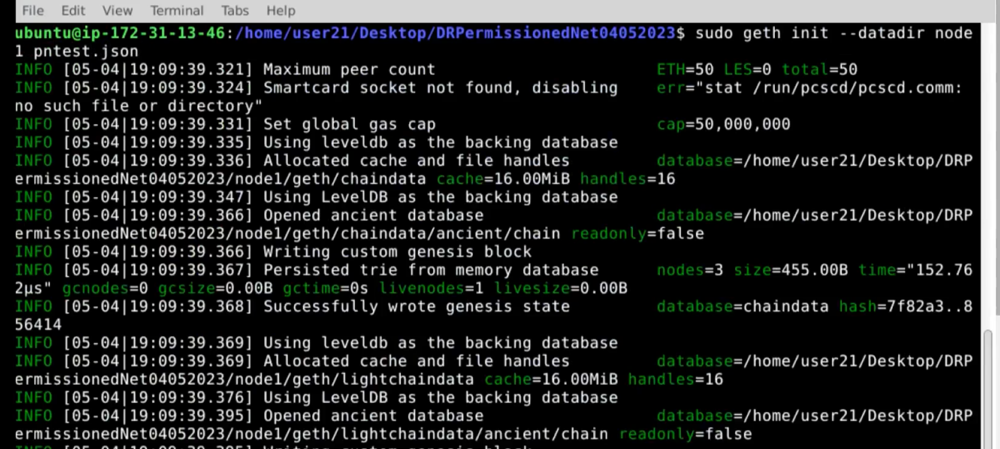 File Edit View Terminal Tabs Help
ubuntu@ip-172-31-13-46:/home/user21/Desktop/DRPermissionedNet04052023$ sudo geth init --datadir node
1 pntest.json
INFO [05-04|19:09:39.321] Maximum peer count ETH=50 LES=0 total=50
INFO [05-04|19:09:39.324] Smartcard socket not found, disabling err="stat /run/pcscd/pcscd.comm:
no such file or directory"
INFO [05-04|19:09:39.331] Set global gas cap cap=50,000,000
INFO [05-04|19:09:39.335] Using leveldb as the backing database
INFO [05-04|19:09:39.336] Allocated cache and file handles database=/home/user21/Desktop/DRP
ermissionedNet04052023/node1/geth/chaindata cache=16.00MiB handles=16
INFO [05-04|19:09:39.347] Using LevelDB as the backing database
INFO [05-04|19:09:39.366] Opened ancient database database=/home/user21/Desktop/DRP
ermissionedNet04052023/node1/geth/chaindata/ancient/chain readonly=false
INFO [05-04|19:09:39.366] Writing custom genesis block
INFO [05-04|19:09:39.367] Persisted trie from memory database nodes=3 size=455.00B time="152.76
2µs" gcnodes=0 gcsize=0.00B gctime=0s livenodes=1 livesize=0.00B
INFO [05-04|19:09:39.368] Successfully wrote genesis state database=chaindata hash=7f82a3..8
56414
INFO [05-04|19:09:39.369] Using leveldb as the backing database
INFO [05-04|19:09:39.369] Allocated cache and file handles database=/home/user21/Desktop/DRP
ermissionedNet04052023/node1/geth/lightchaindata cache=16.00MiB handles=16
INFO [05-04|19:09:39.376] Using LevelDB as the backing database
INFO [05-04|19:09:39.395] Opened ancient database database=/home/user21/Desktop/DRP
ermissionedNet04052023/node1/geth/lightchaindata/ancient/chain readonly=false
INFO [05-04|19:09:39.395] Writing custom genesis block